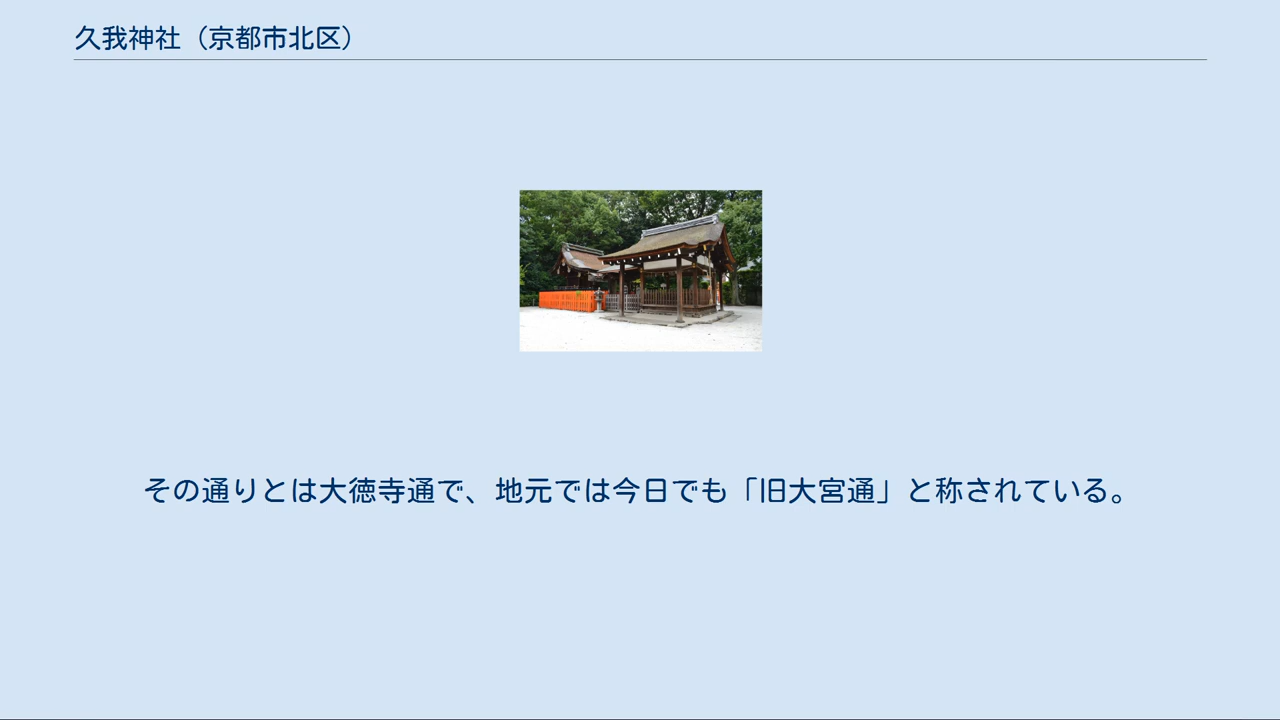 久我神社（京都市北区）
その通りとは大徳寺通で、地元では今日でも「旧大宮通」と称されている。